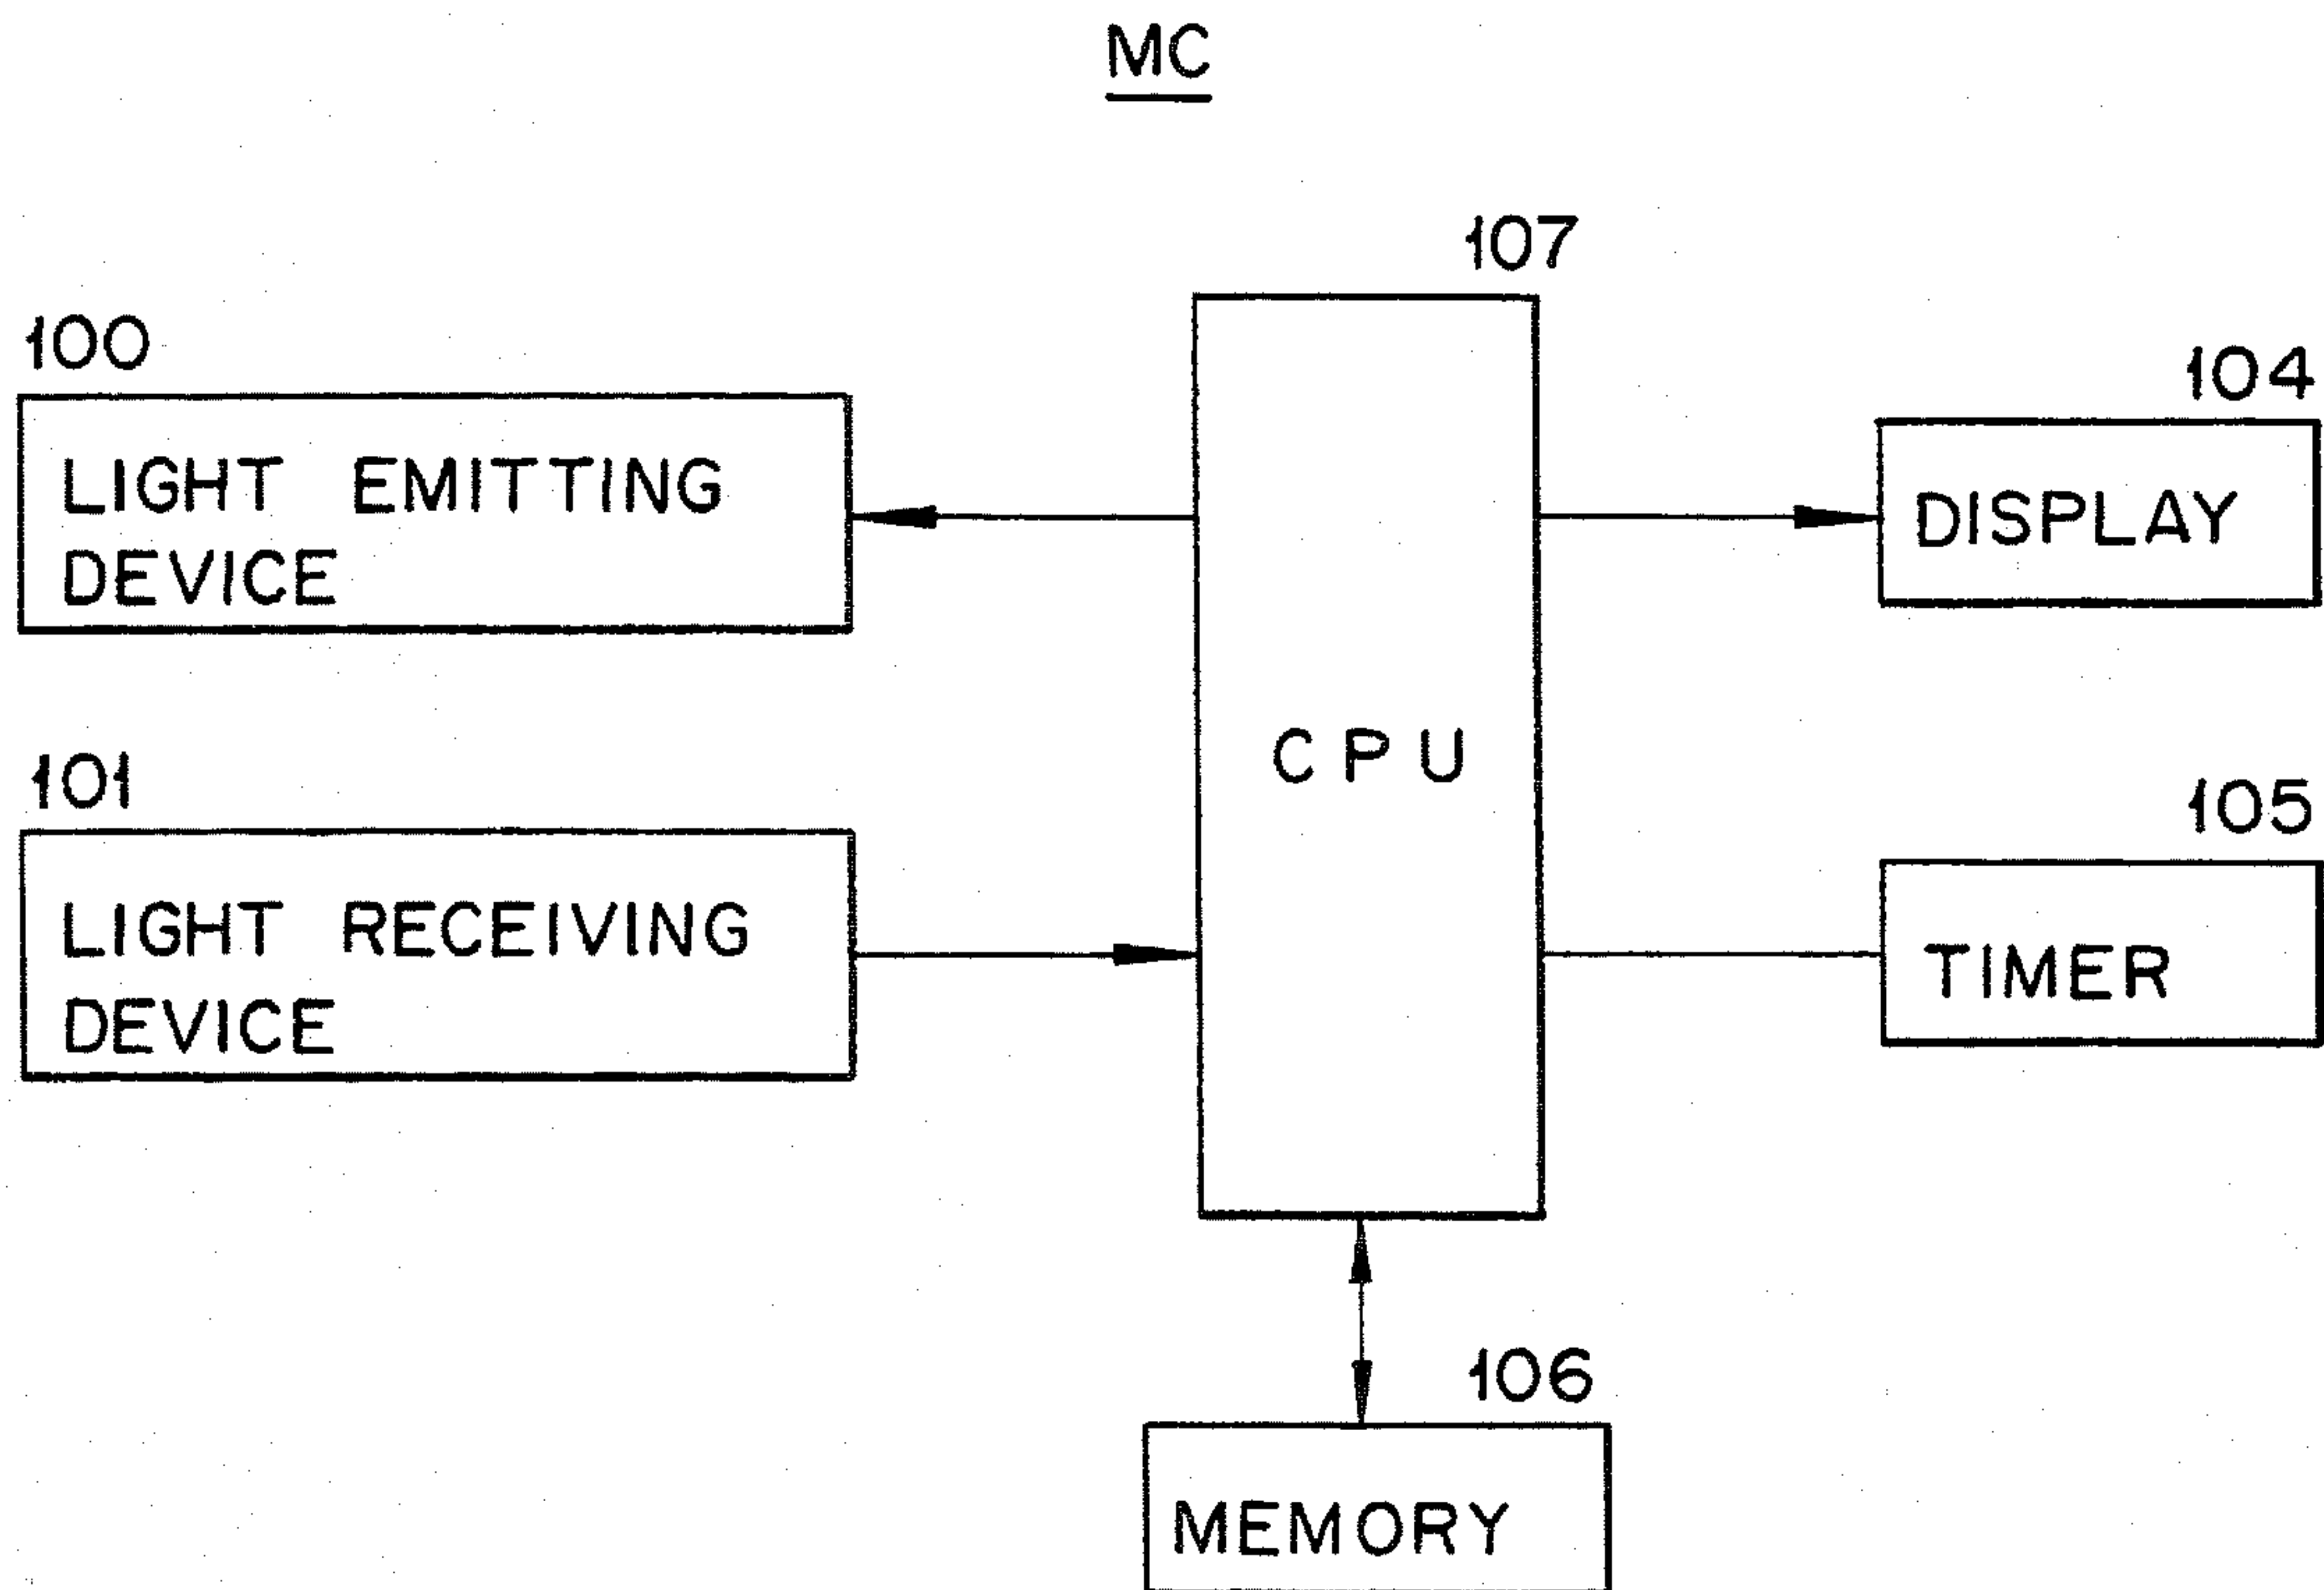 MC
107
100
LIGHT EMITTING
DEVICE
104
DISPLAY
CPU
101
LIGHT RECEIVING
DEVICE
105
TIMER
106
MEMORY